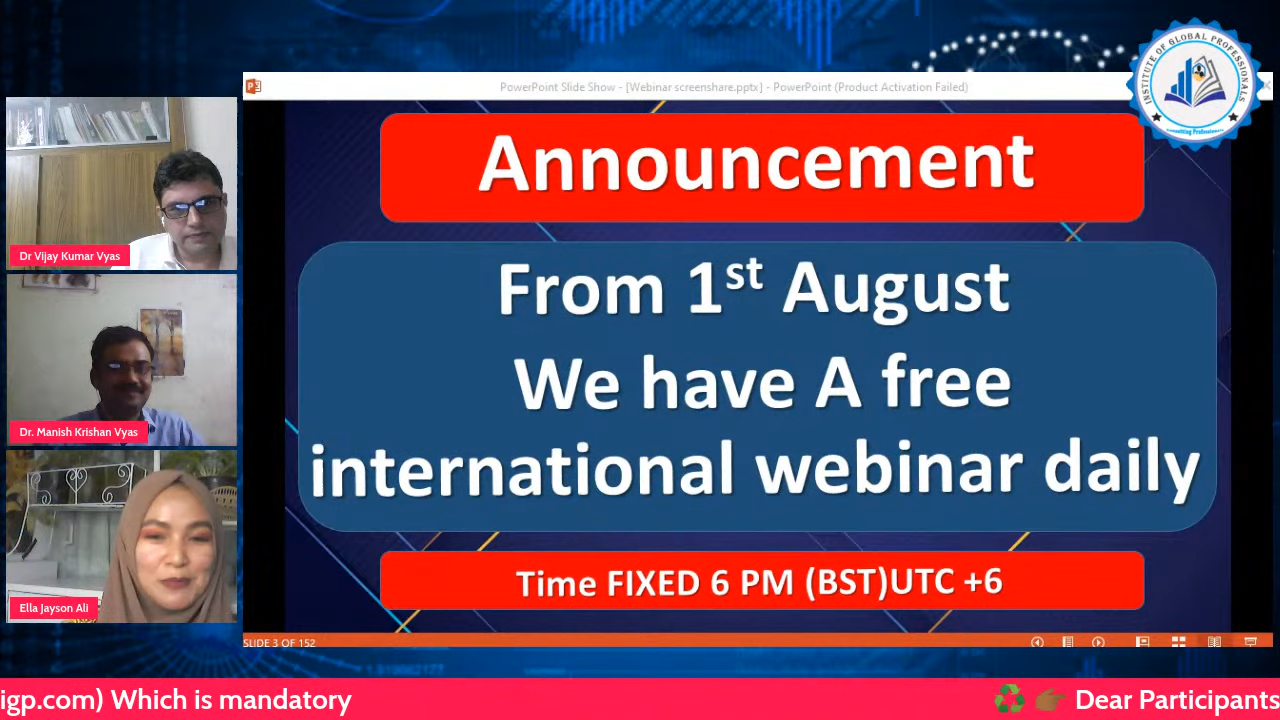 PowerPoint Slide Show - [Webinar screenshare.pptx] - PowerPoint (Product Activation Failed)
INSTITUTE OF GLOBAL PROFESSIONALS
Consulting Professionals
Announcement
From 1st August
We have A free
international webinar daily
Time FIXED 6 PM (BST)UTC +6
Dr Vijay Kumar Vyas
Dr. Manish Krishan Vyas
Ella Jayson Ali
SLIDE 3 OF 152
igp.com) Which is mandatory
Dear Participants